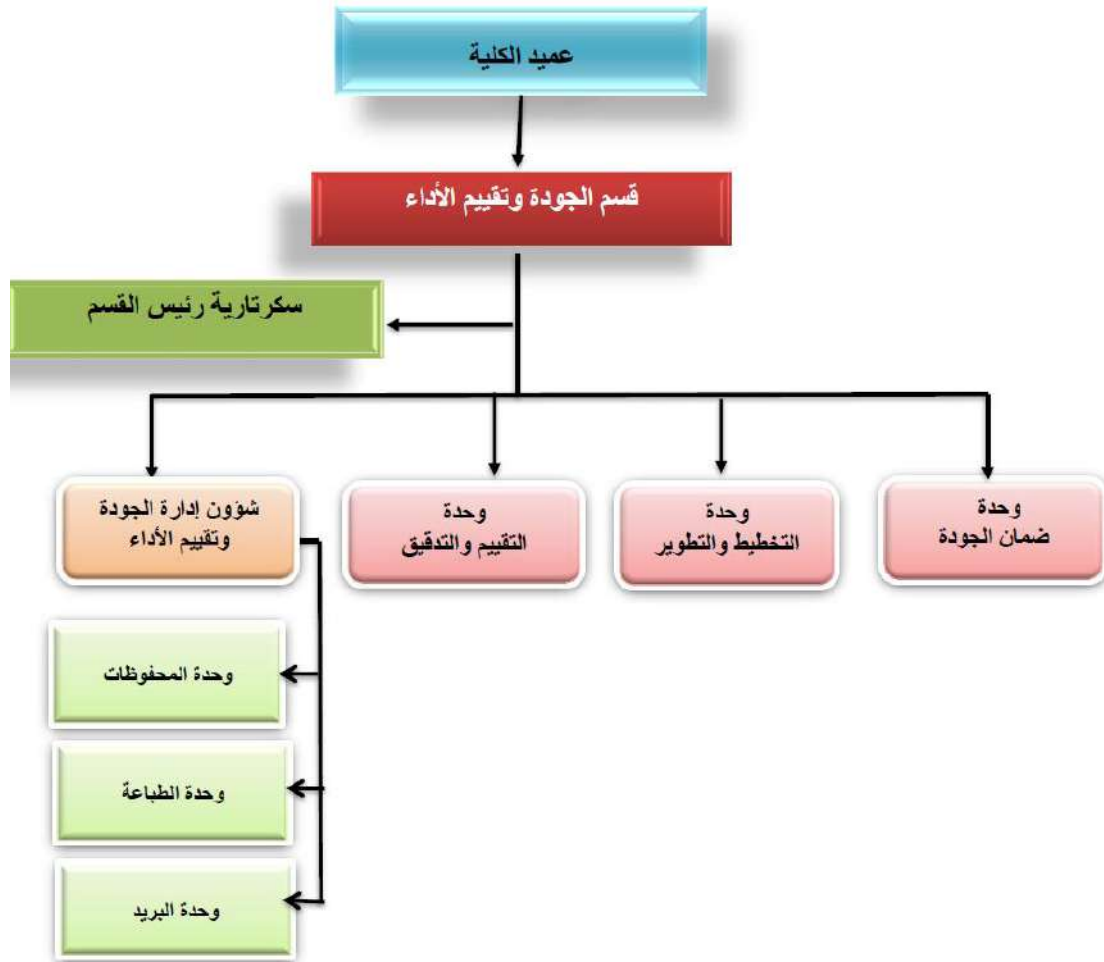 عميد الكلية
قسم الجودة وتقييم الأداء
سكرتارية رئيس القسم
وحدة
ضمان الجودة
وحدة
التخطيط والتطوير
وحدة
التقييم والتدقيق
شؤون إدارة الجودة
وتقييم الأداء
وحدة المحفوظات
وحدة الطباعة
وحدة البريد